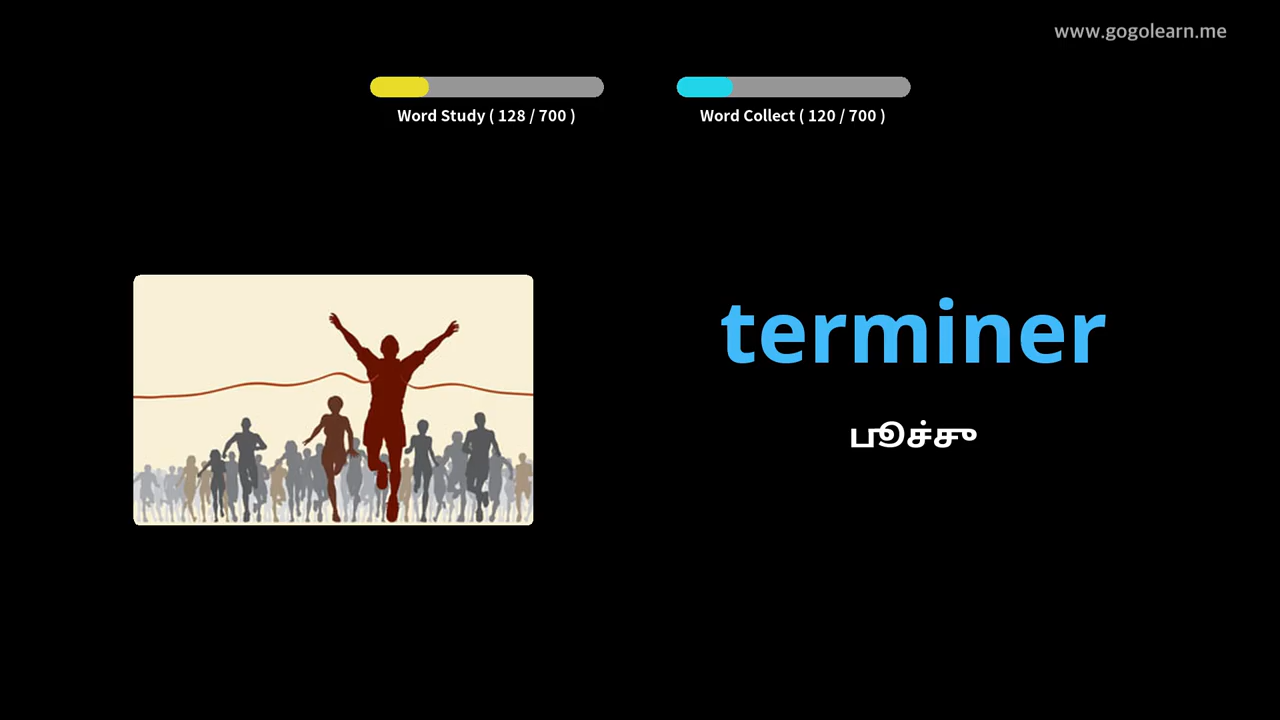 www.gogolearn.me
Word Study ( 128 / 700 )
Word Collect ( 120 / 700 )
terminer
பூச்சு